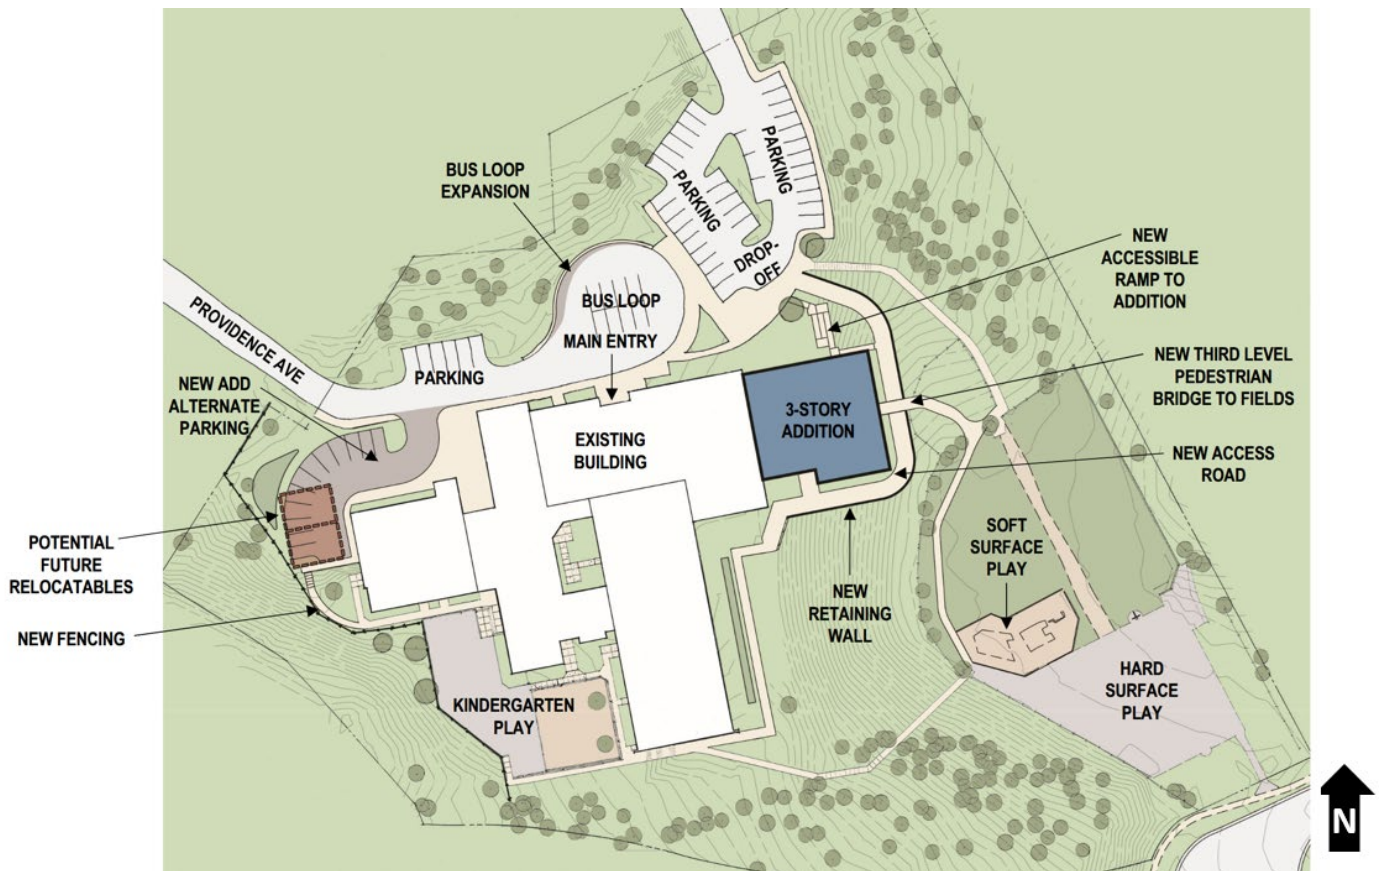 PARKING
PARKING
DROP-
OFF
BUS LOOP
EXPANSION
NEW
ACCESSIBLE
RAMP TO
ADDITION
PROVIDENCE AVE
BUS LOOP
MAIN ENTRY
PARKING
NEW ADD
ALTERNATE
PARKING
NEW THIRD LEVEL
PEDESTRIAN
BRIDGE TO FIELDS
3-STORY
ADDITION
EXISTING
BUILDING
NEW ACCESS
ROAD
POTENTIAL
FUTURE
RELOCATABLES
SOFT
SURFACE
PLAY
NEW
RETAINING
WALL
NEW FENCING
HARD
SURFACE
PLAY
KINDERGARTEN
PLAY
N